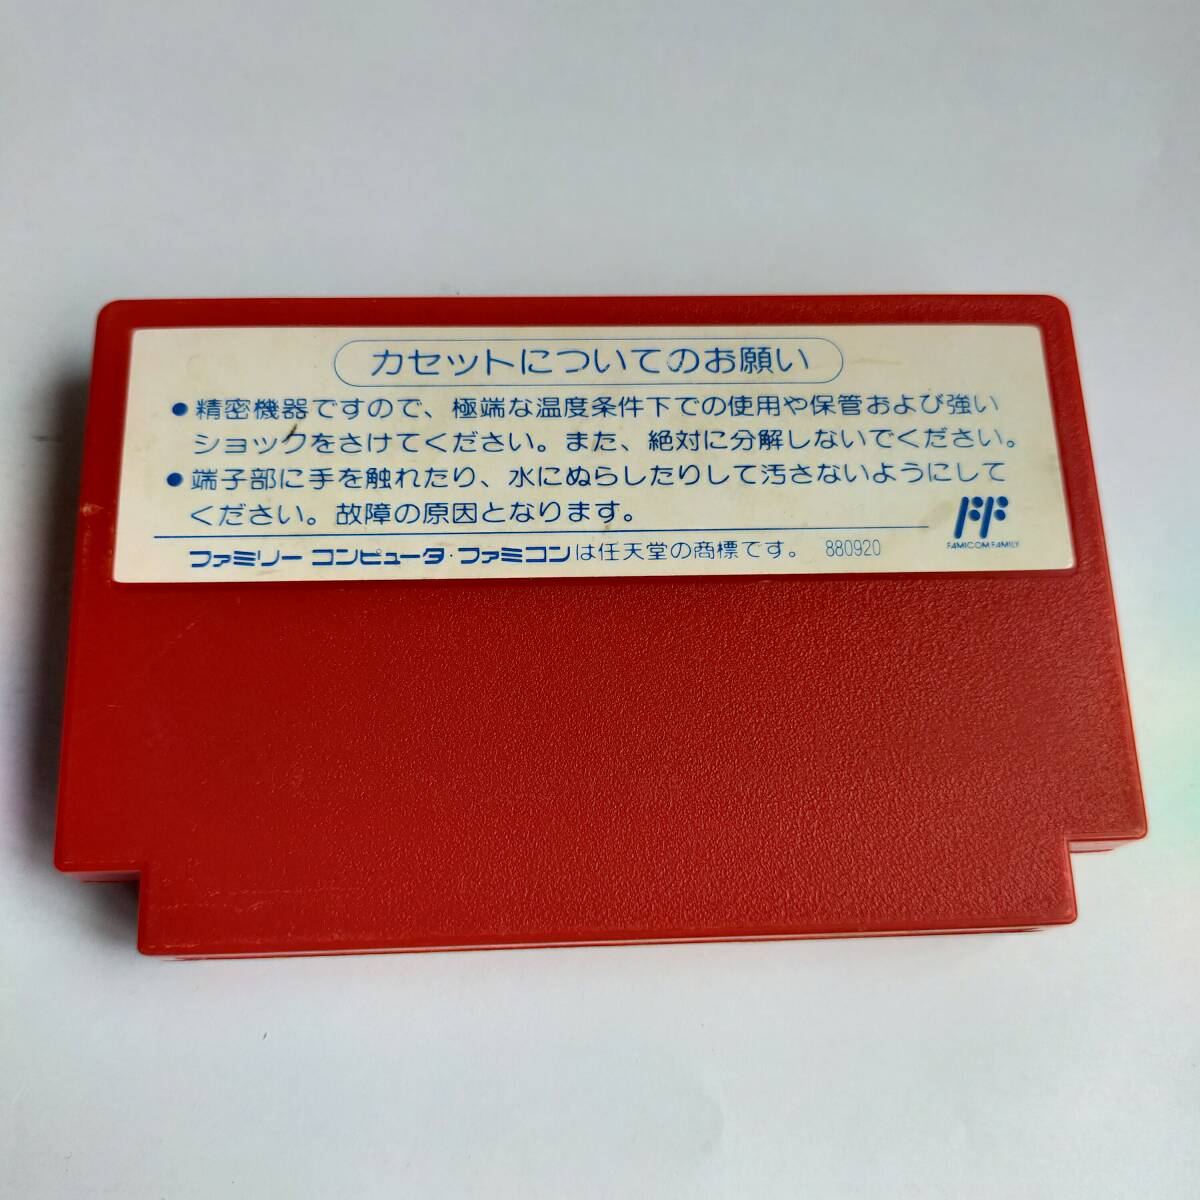 カセットについてのお願い
●精密機器ですので、極端な温度条件下での使用や保管および強い
ショックをさけてください。また、絶対に分解しないでください。
●端子部に手を触れたり、水にぬらしたりして汚さないようにして
ください。故障の原因となります。
FF
FAMICOM FAMILY
ファミリー コンピュータ・ファミコンは任天堂の商標です。 880920